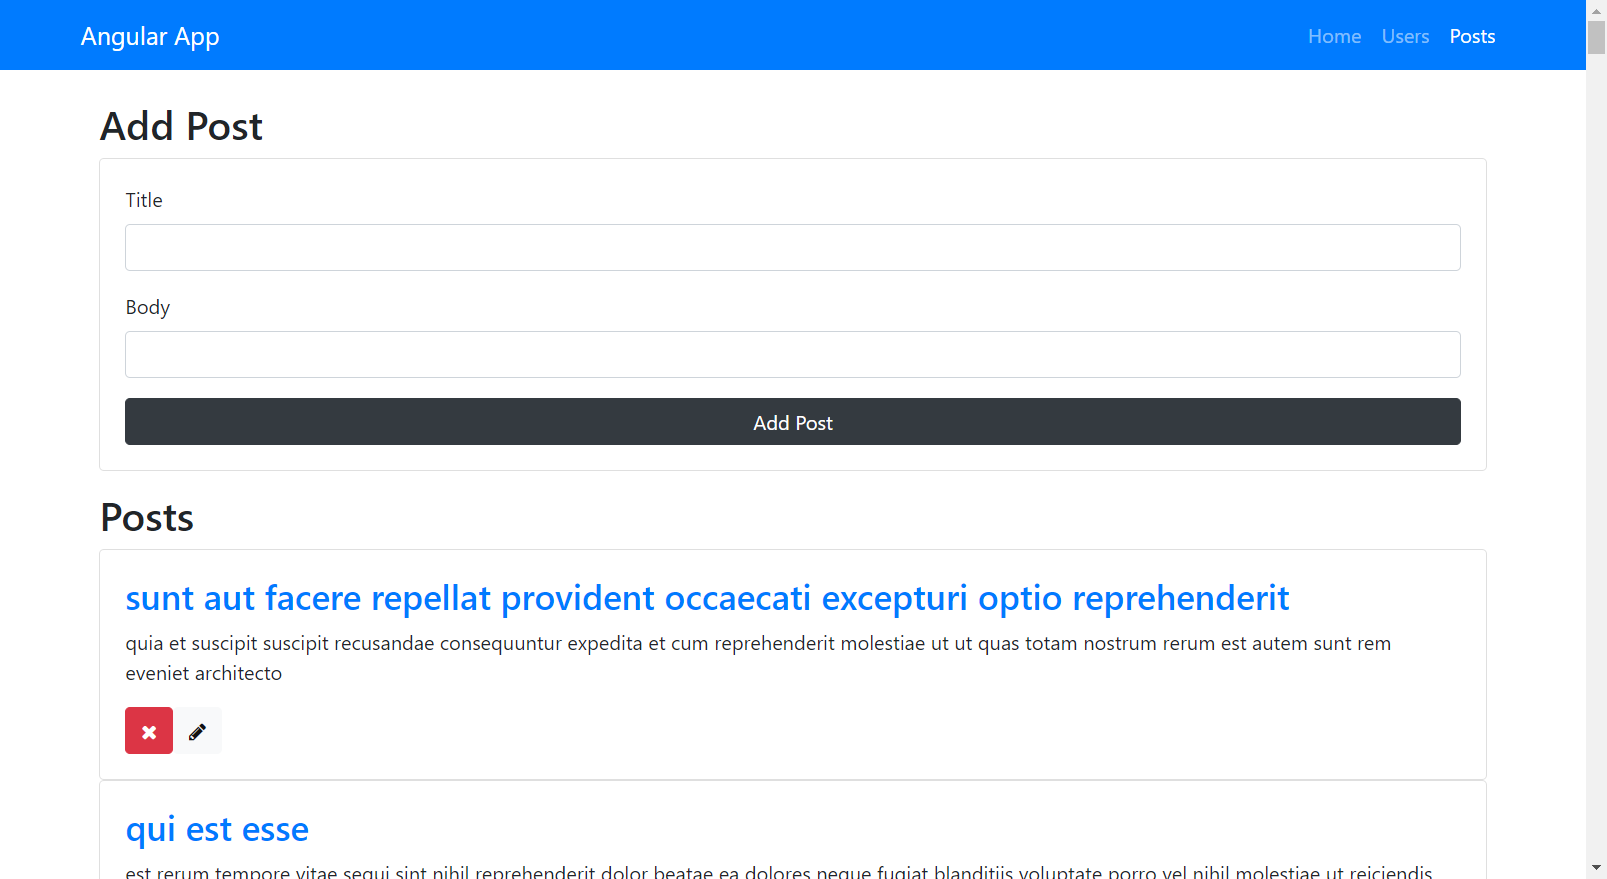 Angular App
Home Users Posts
Add Post
Title
Body
Add Post
Posts
sunt aut facere repellat provident occaecati excepturi optio reprehenderit
quia et suscipit suscipit recusandae consequuntur expedita et cum reprehenderit molestiae ut ut quas totam nostrum rerum est autem sunt rem
eveniet architecto
qui est esse
est rerum tempore vitae sequi sint nihil reprehenderit dolor beatae ea dolores neque fugiat blanditiis voluptate porro vel nihil molestiae ut reiciendis